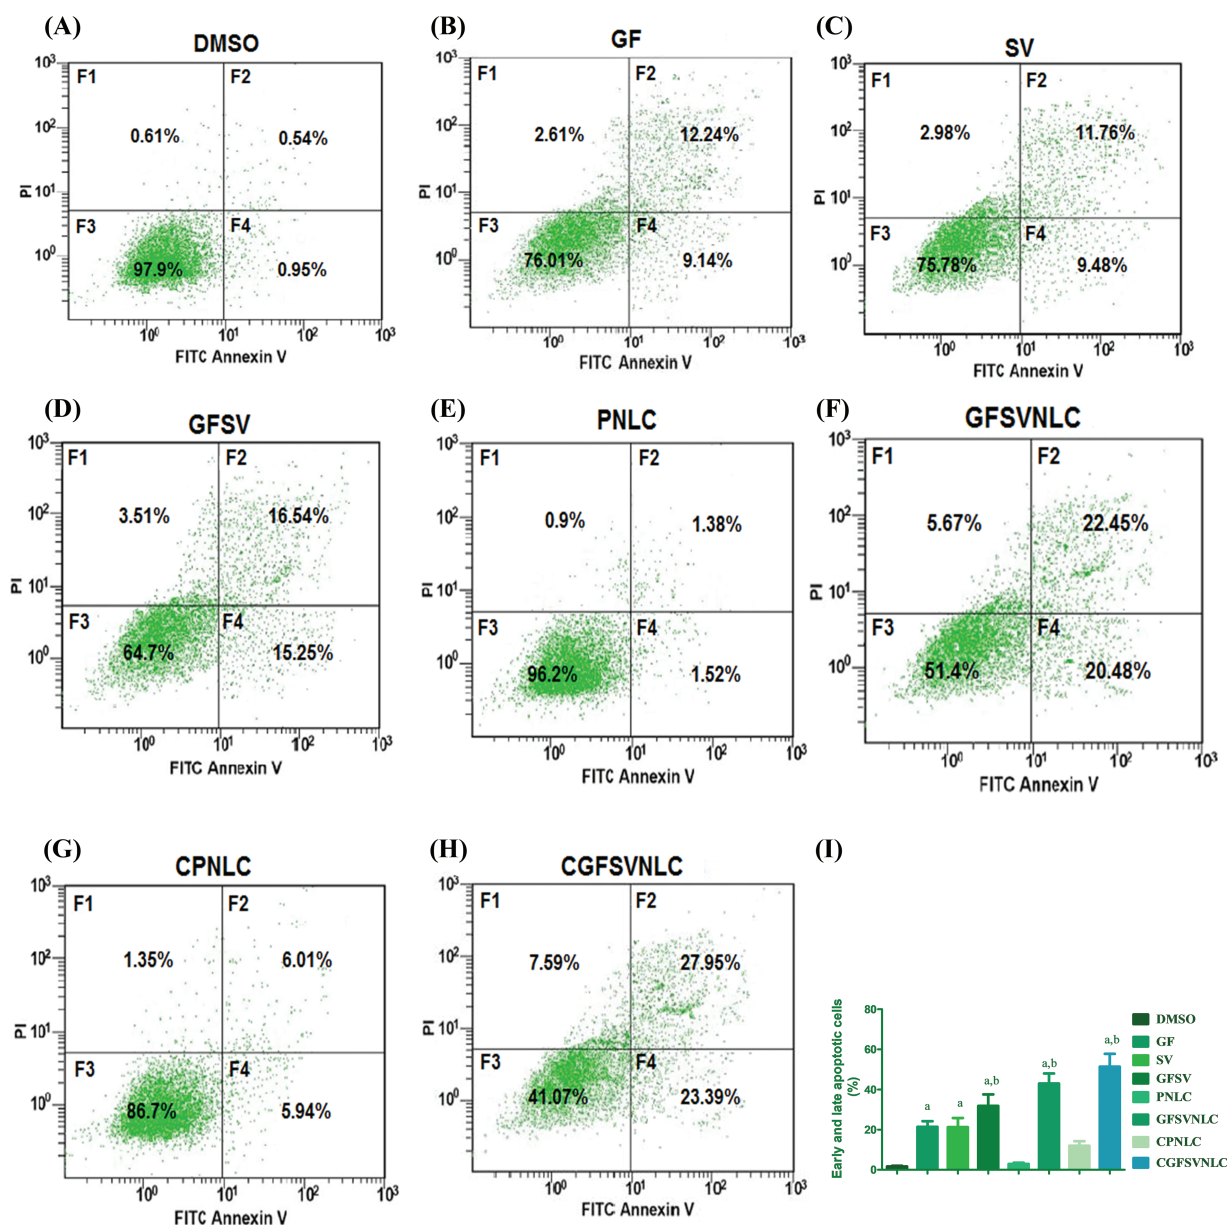 (A)
DMSO
F1
F2
0.61%
0.54%
F3
F4
97.9%
0.95%
10³
10²
10¹
10⁰
PI
10⁰
10¹
10²
10³
FITC Annexin V
(B)
GF
F1
F2
2.61%
12.24%
F3
F4
76.01%
9.14%
10³
10²
10¹
10⁰
PI
10⁰
10¹
10²
10³
FITC Annexin V
(C)
SV
F1
F2
2.98%
11.76%
F3
F4
75.78%
9.48%
10³
10²
10¹
10⁰
PI
10⁰
10¹
10²
10³
FITC Annexin V
(D)
GFSV
F1
F2
3.51%
16.54%
F3
F4
64.7%
15.25%
10³
10²
10¹
10⁰
PI
10⁰
10¹
10²
10³
FITC Annexin V
(E)
PNLC
F1
F2
0.9%
1.38%
F3
F4
96.2%
1.52%
10³
10²
10¹
10⁰
PI
10⁰
10¹
10²
10³
FITC Annexin V
(F)
GFSVNLC
F1
F2
5.67%
22.45%
F3
F4
51.4%
20.48%
10³
10²
10¹
10⁰
PI
10⁰
10¹
10²
10³
FITC Annexin V
(G)
CPNLC
F1
F2
1.35%
6.01%
F3
F4
86.7%
5.94%
10³
10²
10¹
10⁰
PI
10⁰
10¹
10²
10³
FITC Annexin V
(H)
CGFSVNLC
F1
F2
7.59%
27.95%
F3
F4
41.07%
23.39%
10³
10²
10¹
10⁰
PI
10⁰
10¹
10²
10³
FITC Annexin V
(I)
Early and late apoptotic cells
(%)
80
60
40
20
0
a
a
a,b
a,b
a,b
DMSO
GF
SV
GFSV
PNLC
GFSVNLC
CPNLC
CGFSVNLC